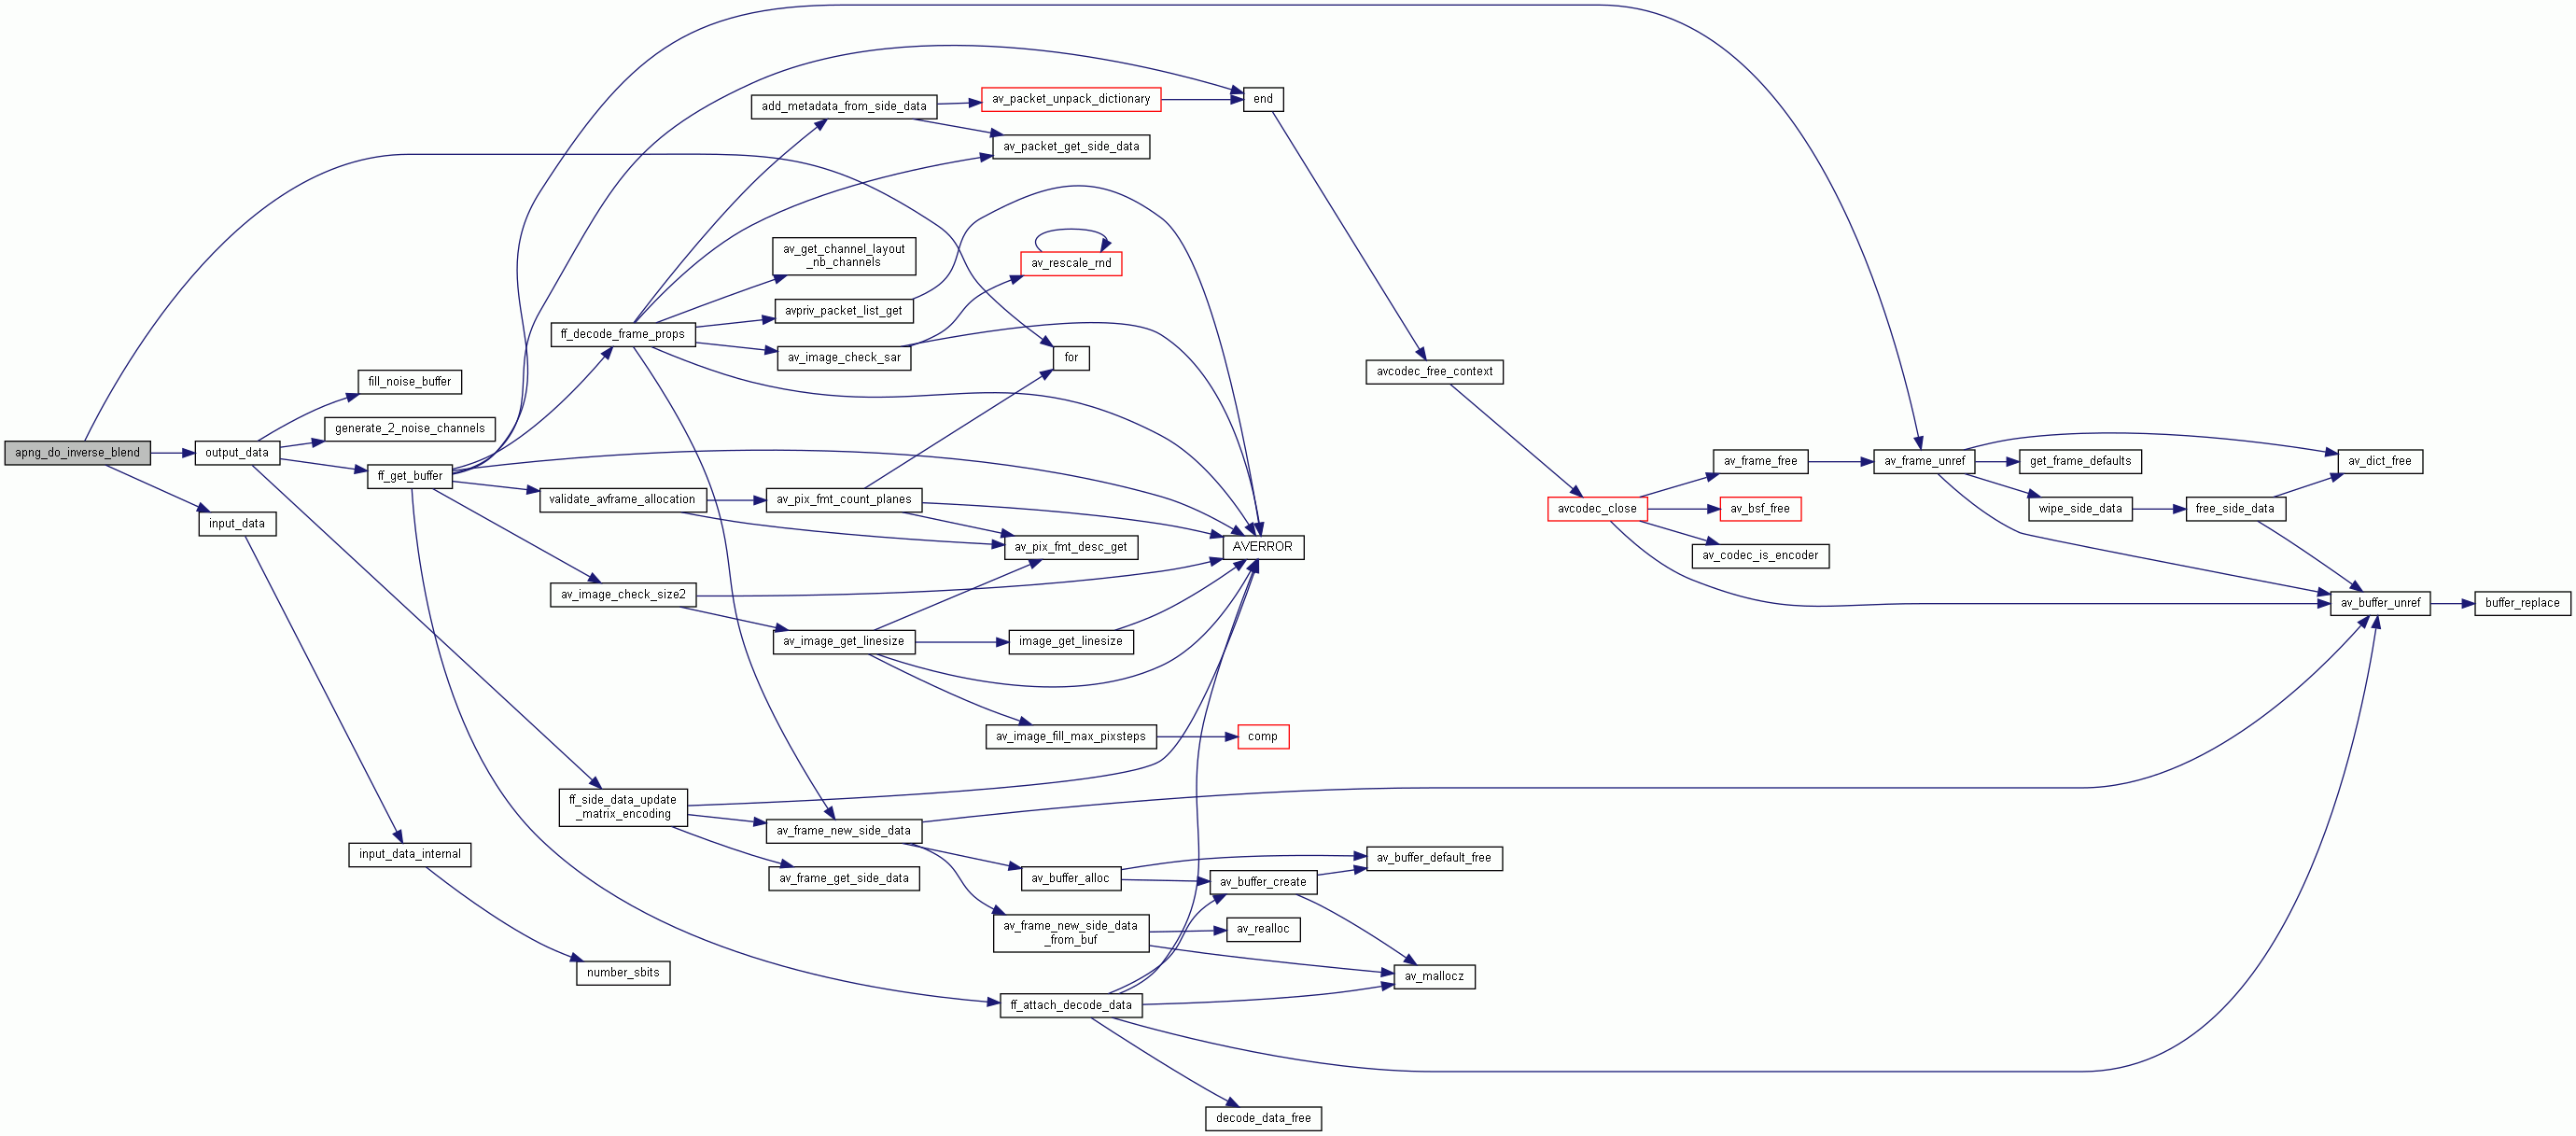 end
add_metadata_from_side_data
av_packet_unpack_dictionary
av_packet_get_side_data
av_get_channel_layout
_nb_channels
av_rescale_rnd
avpriv_packet_list_get
ff_decode_frame_props
av_image_check_sar
for
avcodec_free_context
fill_noise_buffer
generate_2_noise_channels
apng_do_inverse_blend
output_data
ff_get_buffer
av_frame_free
av_frame_unref
get_frame_defaults
av_dict_free
validate_avframe_allocation
av_pix_fmt_count_planes
avcodec_close
av_bsf_free
wipe_side_data
free_side_data
input_data
av_pix_fmt_desc_get
AVERROR
av_codec_is_encoder
av_image_check_size2
av_buffer_unref
buffer_replace
av_image_get_linesize
image_get_linesize
av_image_fill_max_pixsteps
comp
ff_side_data_update
_matrix_encoding
av_frame_new_side_data
input_data_internal
av_buffer_default_free
av_frame_get_side_data
av_buffer_alloc
av_buffer_create
av_frame_new_side_data
_from_buf
av_realloc
number_sbits
av_mallocz
ff_attach_decode_data
decode_data_free